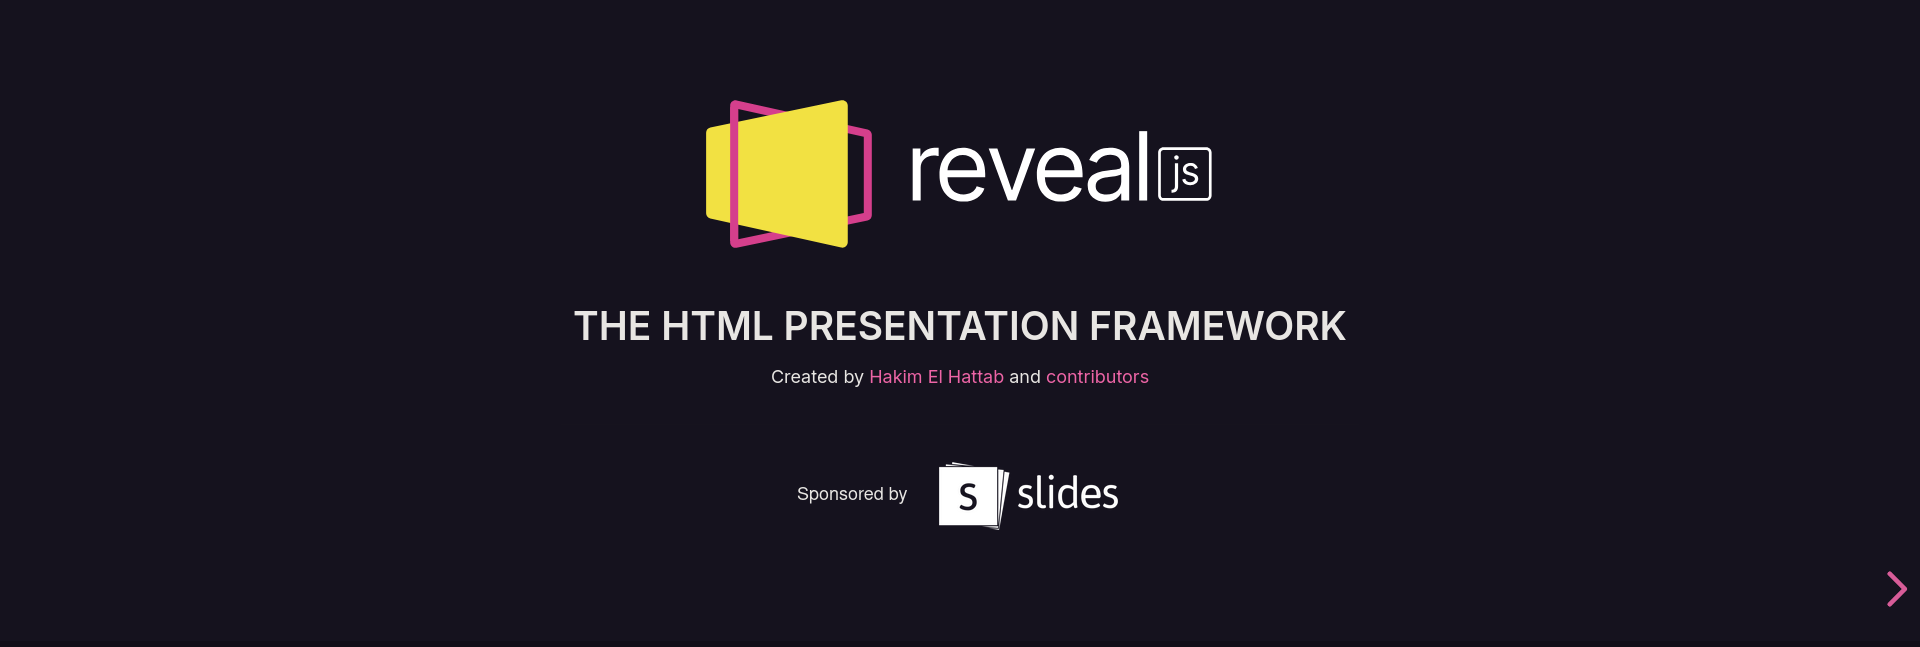 reveal js
THE HTML PRESENTATION FRAMEWORK
Created by Hakim El Hattab and contributors
Sponsored by S slides